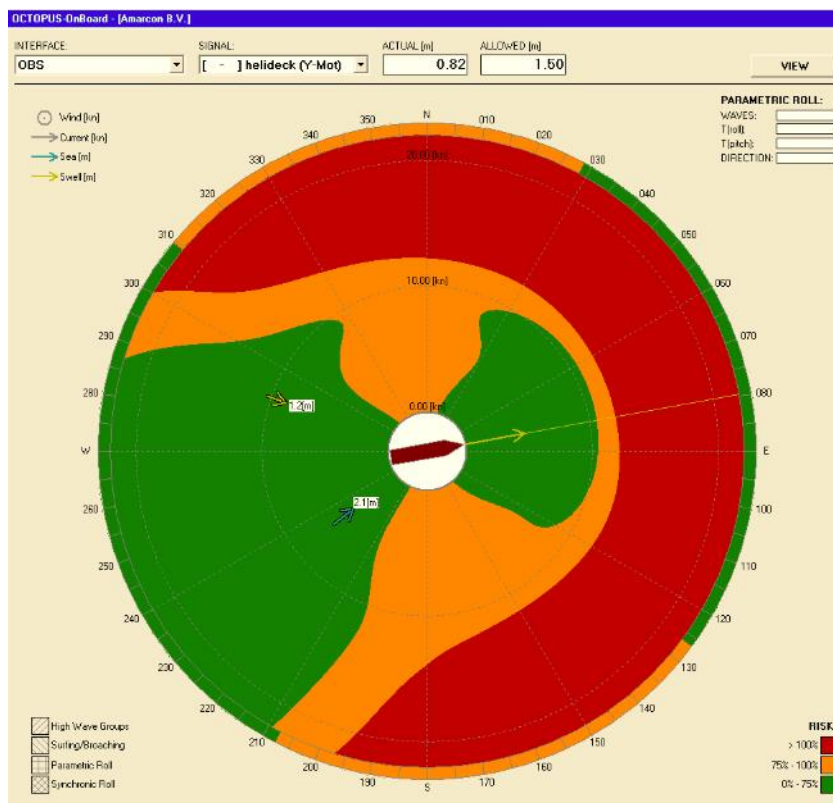 OCTOPUS-OnBoard - [Amarcon B.V.]
INTERFACE: SIGNAL: ACTUAL [m] ALLOWED [m]
OBS [ - ] helideck (Y-Mot) 0.82 1.50 VIEW
PARAMETRIC ROLL:
WAVES:
T(roll):
T(pitch):
DIRECTION:
Wind [kn]
Current [kn]
Sea [m]
Swell [m]
N
010
020
030
040
050
060
070
080
E
100
110
120
130
140
150
160
170
S
190
200
210
220
230
240
250
260
W
280
290
300
310
320
330
340
350
20.00 [kn]
10.00 [kn]
0.00 [kn]
1.2[m]
2.1[m]
High Wave Groups
Surfing/Broaching
Parametric Roll
Synchronic Roll
RISK
> 100%
75% - 100%
0% - 75%